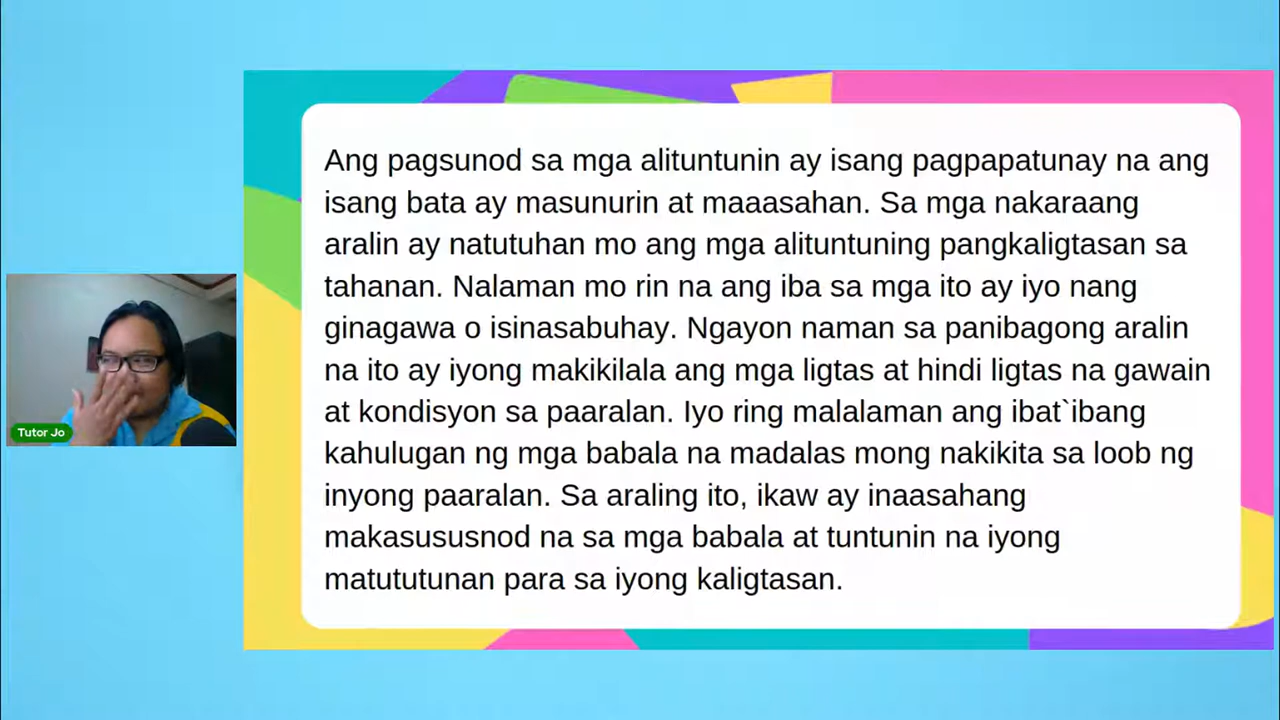 Ang pagsunod sa mga alituntunin ay isang pagpapatunay na ang
isang bata ay masunurin at maaasahan. Sa mga nakaraang
aralin ay natutuhan mo ang mga alituntuning pangkaligtasan sa
tahanan. Nalaman mo rin na ang iba sa mga ito ay iyo nang
ginagawa o isinasabuhay. Ngayon naman sa panibagong aralin
na ito ay iyong makikilala ang mga ligtas at hindi ligtas na gawain
at kondisyon sa paaralan. Iyo ring malalaman ang ibat`ibang
kahulugan ng mga babala na madalas mong nakikita sa loob ng
inyong paaralan. Sa araling ito, ikaw ay inaasahang
makasususnod na sa mga babala at tuntunin na iyong
matututunan para sa iyong kaligtasan.
Tutor Jo